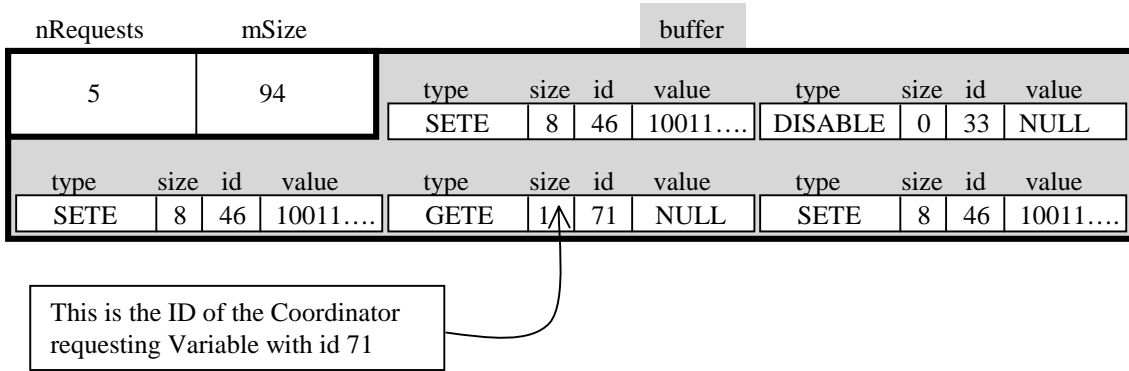 nRequests mSize buffer
5 94
type size id value type size id value
SETE 8 46 10011…. DISABLE 0 33 NULL
type size id value type size id value type size id value
SETE 8 46 10011…. GETE 1 71 NULL SETE 8 46 10011….
This is the ID of the Coordinator
requesting Variable with id 71